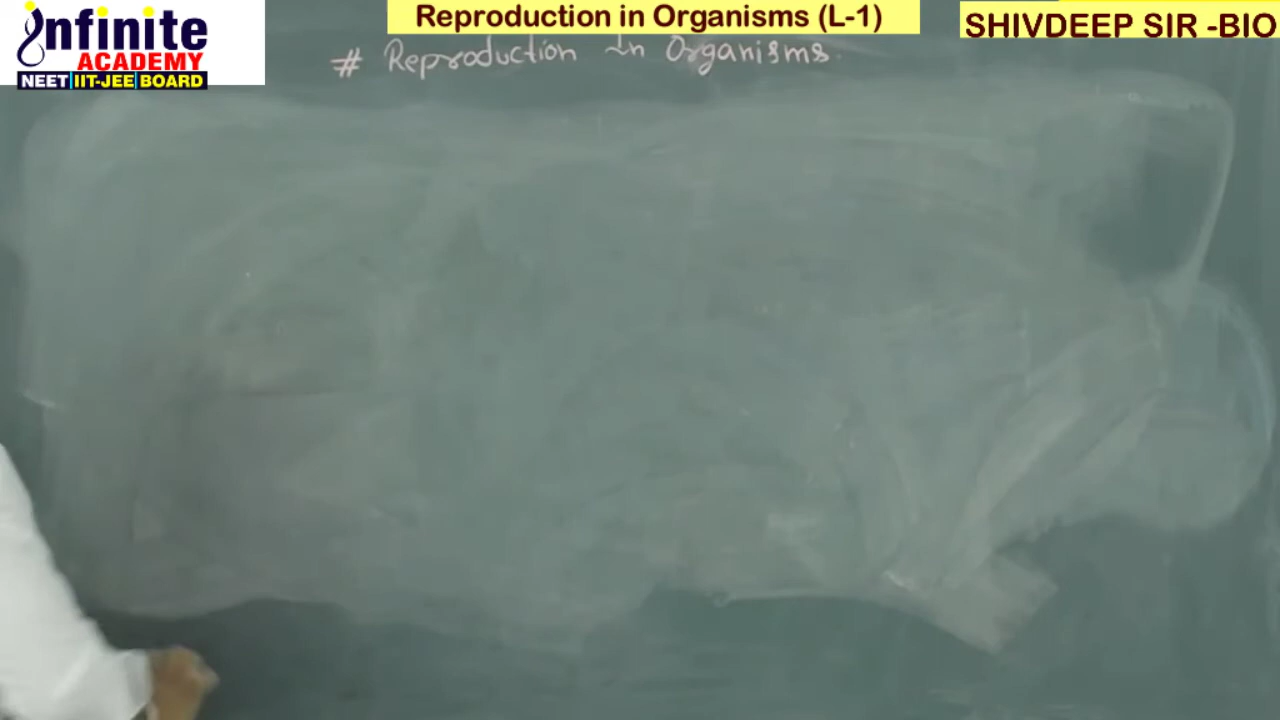 infinite
ACADEMY
NEET IIT-JEE BOARD
Reproduction in Organisms (L-1)
SHIVDEEP SIR -BIO
# Reproduction in Organisms